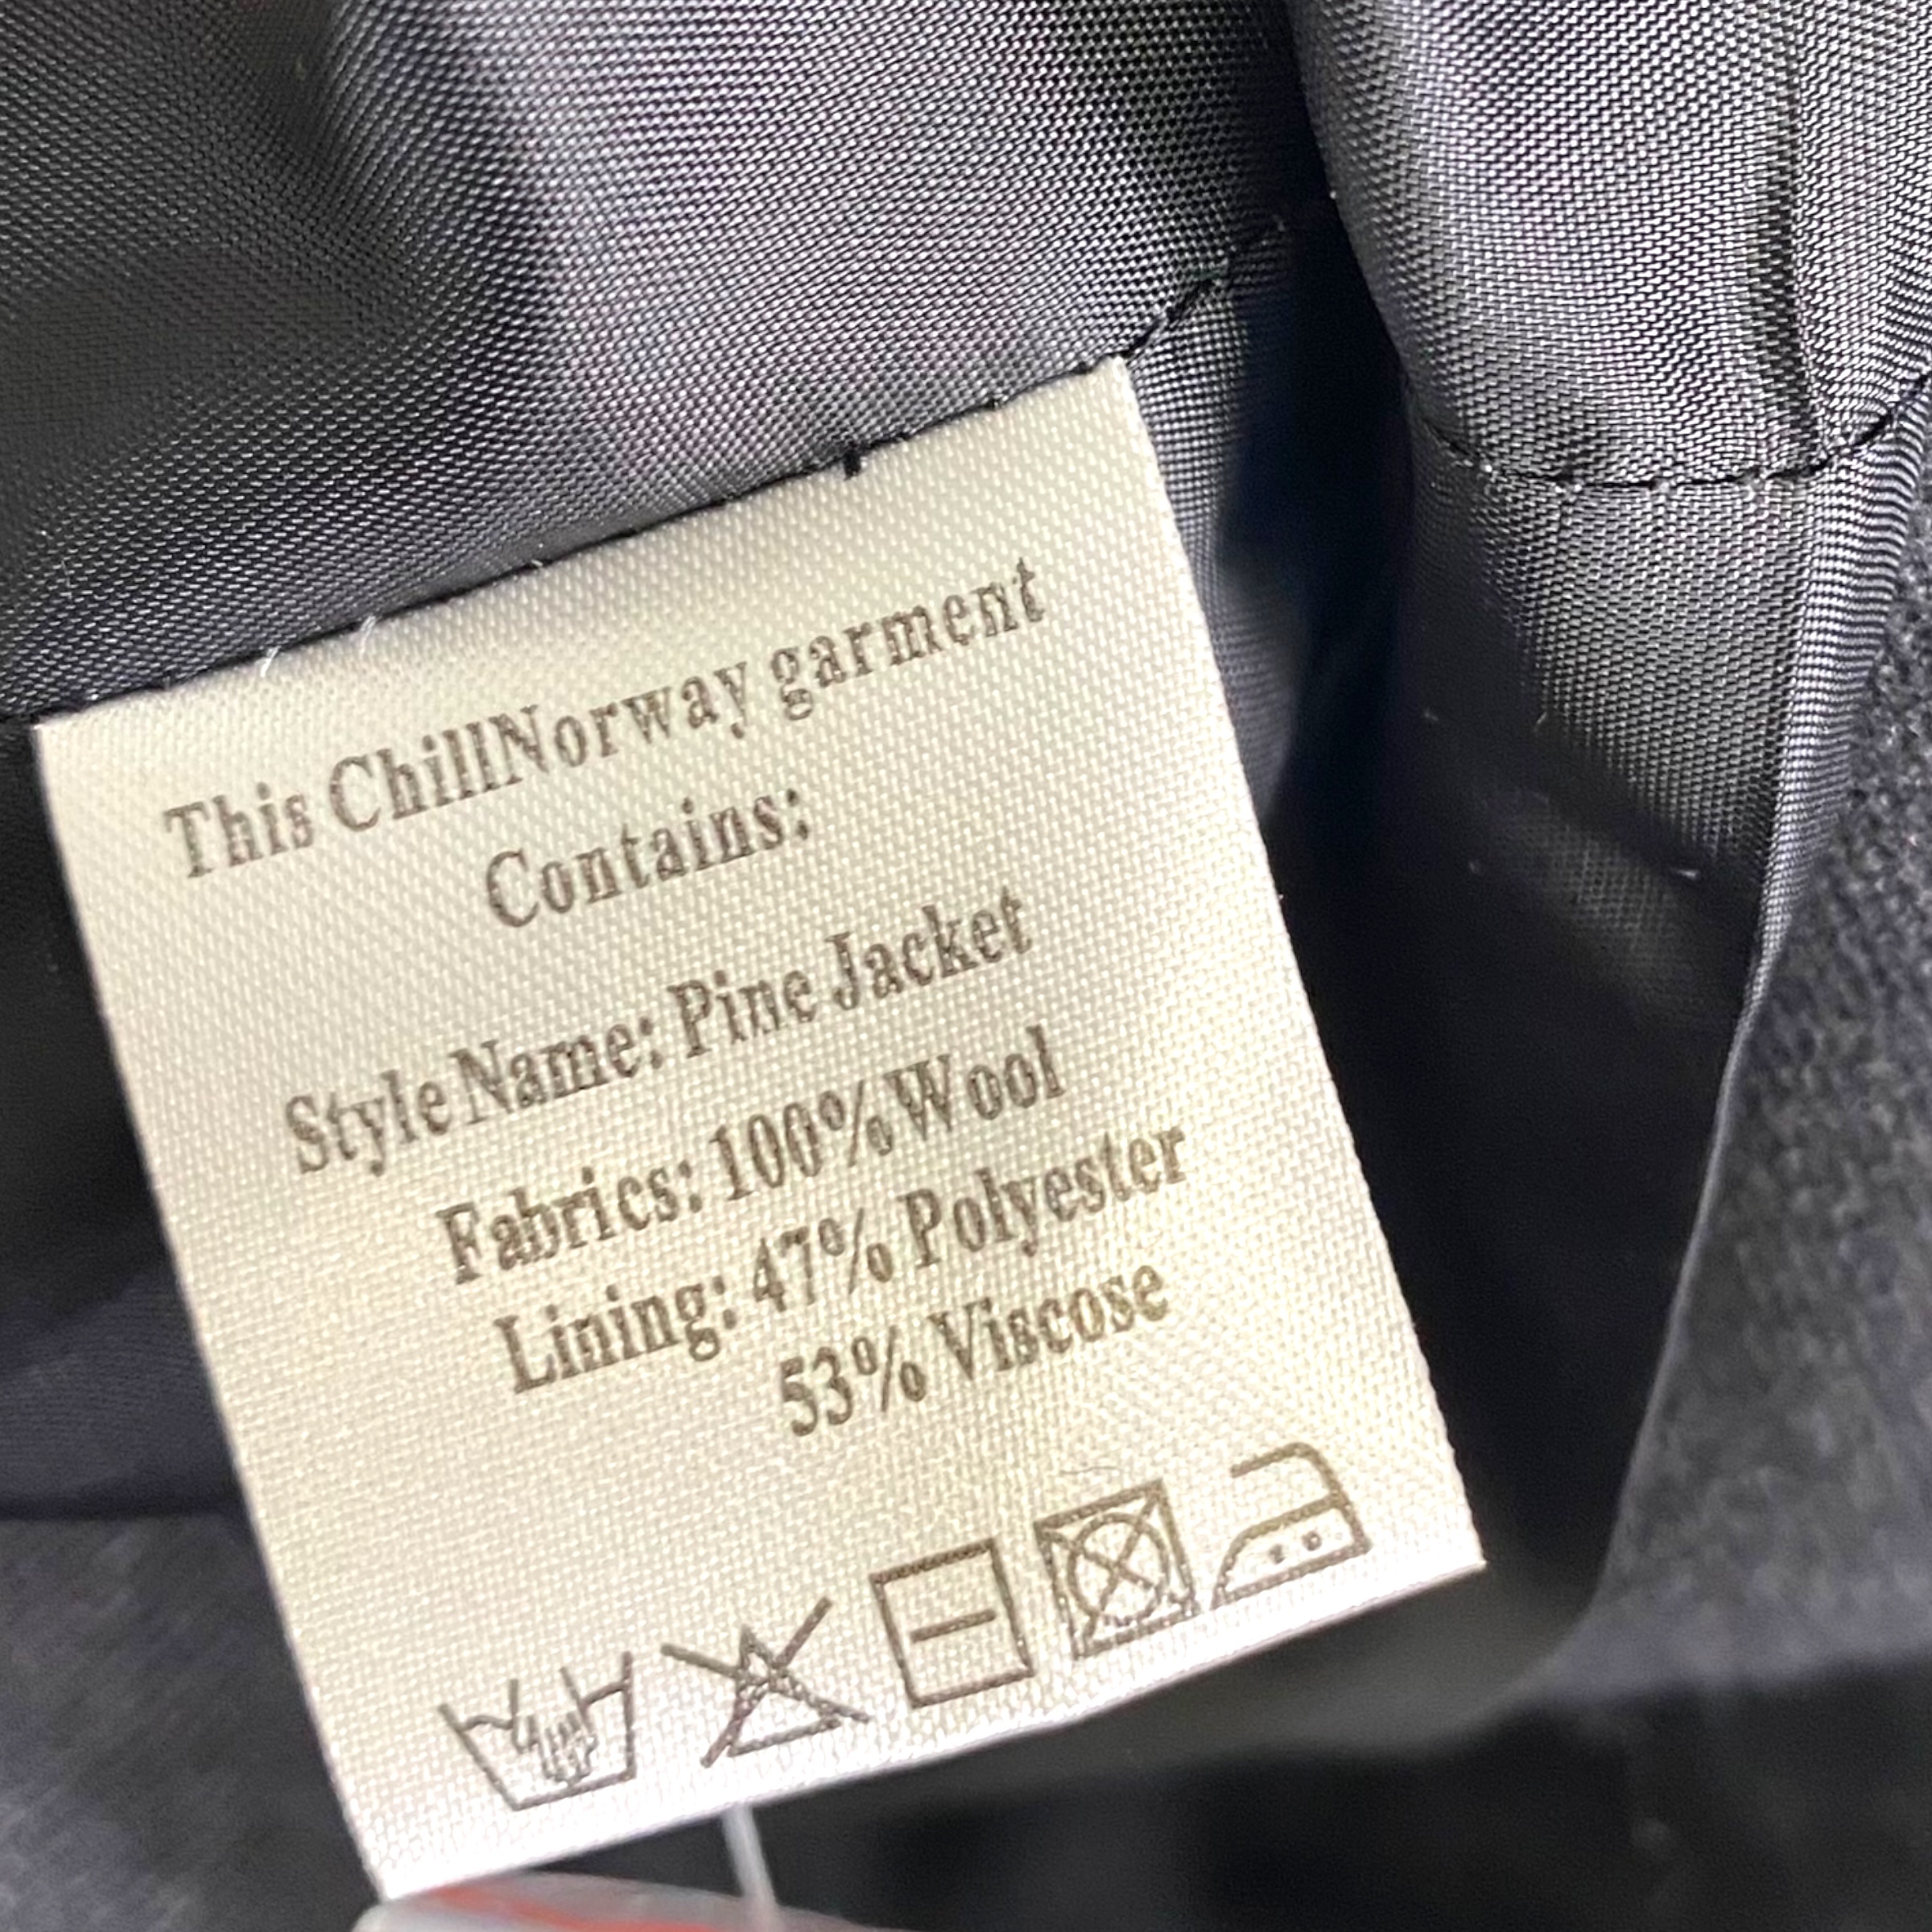 This ChillNorway garment
Contains:
Style Name: Pine Jacket
Fabrics: 100% Wool
Lining: 47% Polyester
53% Viscose